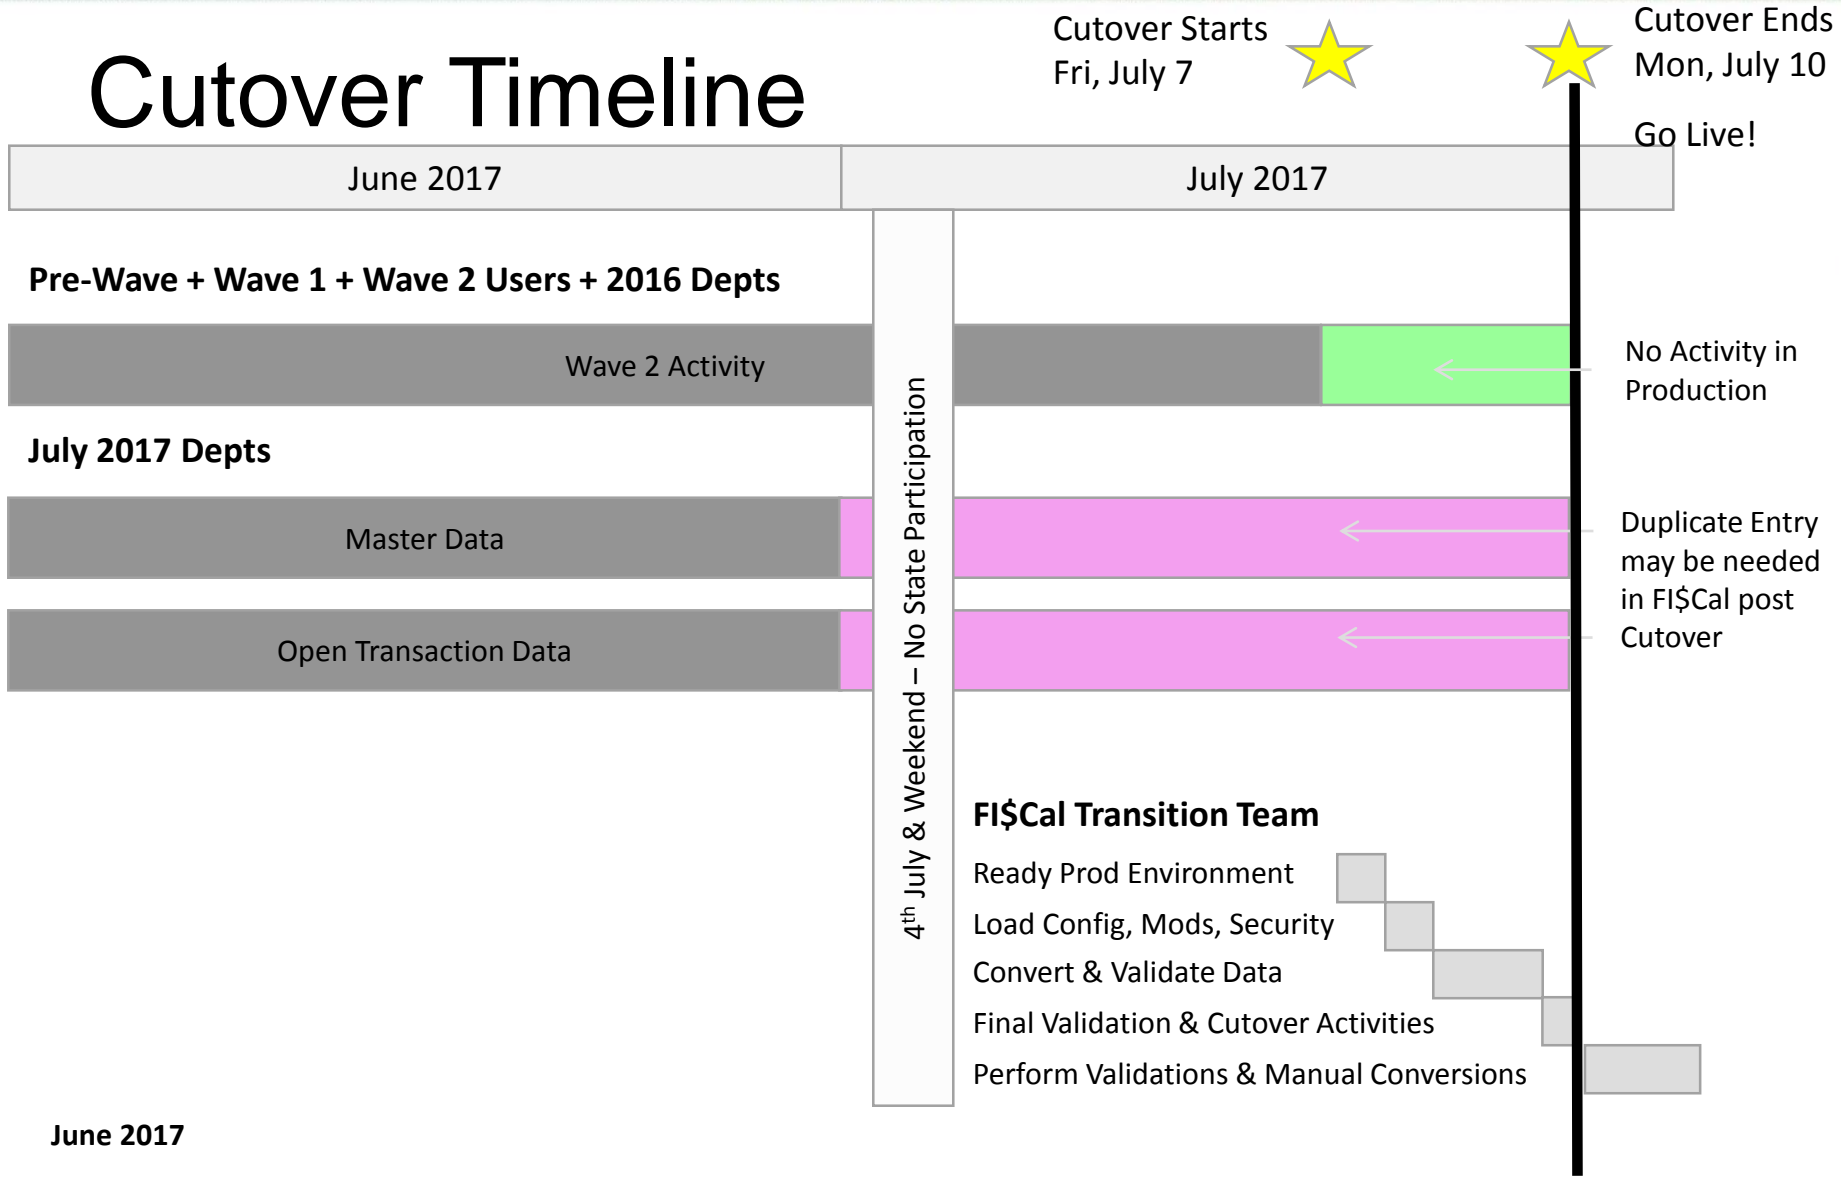 Cutover Starts
Fri, July 7
Cutover Ends
Mon, July 10
Go Live!
Cutover Timeline
June 2017
July 2017
Pre-Wave + Wave 1 + Wave 2 Users + 2016 Depts
Wave 2 Activity
No Activity in
Production
July 2017 Depts
Master Data
Open Transaction Data
Duplicate Entry
may be needed
in FI$Cal post
Cutover
4th July & Weekend – No State Participation
FI$Cal Transition Team
Ready Prod Environment
Load Config, Mods, Security
Convert & Validate Data
Final Validation & Cutover Activities
Perform Validations & Manual Conversions
June 2017